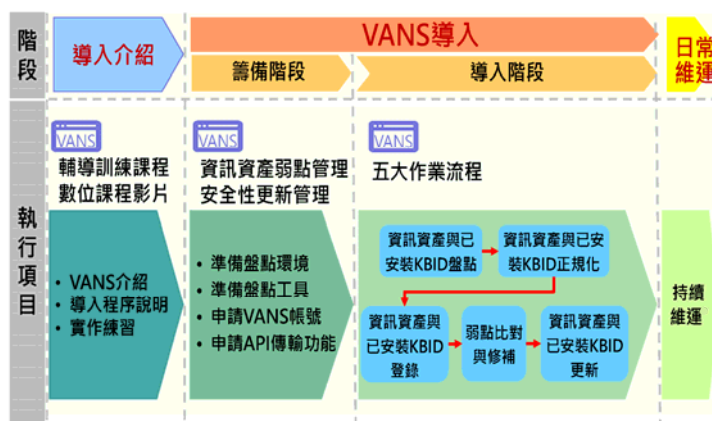 階
段
導入介紹
VANS導入
籌備階段
導入階段
日常
維運
執
行
項
目
VANS
輔導訓練課程
數位課程影片
• VANS介紹
• 導入程序說明
• 實作練習
VANS
資訊資產弱點管理
安全性更新管理
• 準備盤點環境
• 準備盤點工具
• 申請VANS帳號
• 申請API傳輸功能
VANS
五大作業流程
資訊資產與已
安裝KBID盤點
資訊資產與已安
裝KBID正規化
資訊資產與
已安裝KBID
登錄
弱點比對
與修補
資訊資產與
已安裝KBID
更新
持續
維運